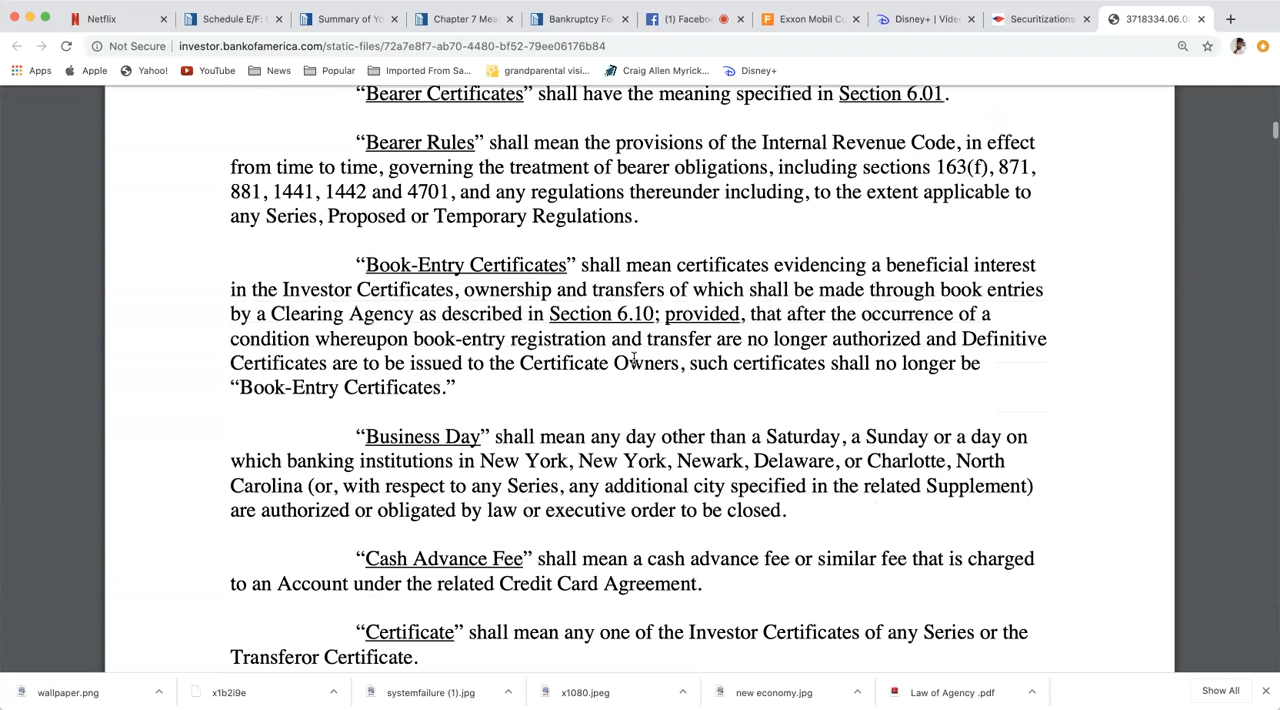 Netflix
Schedule E/F: C
Summary of Yo
Chapter 7 Mea
Bankruptcy Fo
(1) Faceboo
Exxon Mobil Co
Disney+ | Vide
Securitizations
3718334.06.0
Not Secure
investor.bankofamerica.com/static-files/72a7e8f7-ab70-4480-bf52-79ee06176b84
Apps
Apple
Yahoo!
YouTube
News
Popular
Imported From Sa...
grandparental visi...
Craig Allen Myrick...
Disney+
“Bearer Certificates” shall have the meaning specified in Section 6.01.
“Bearer Rules” shall mean the provisions of the Internal Revenue Code, in effect
from time to time, governing the treatment of bearer obligations, including sections 163(f), 871,
881, 1441, 1442 and 4701, and any regulations thereunder including, to the extent applicable to
any Series, Proposed or Temporary Regulations.
“Book-Entry Certificates” shall mean certificates evidencing a beneficial interest
in the Investor Certificates, ownership and transfers of which shall be made through book entries
by a Clearing Agency as described in Section 6.10; provided, that after the occurrence of a
condition whereupon book-entry registration and transfer are no longer authorized and Definitive
Certificates are to be issued to the Certificate Owners, such certificates shall no longer be
“Book-Entry Certificates.”
“Business Day” shall mean any day other than a Saturday, a Sunday or a day on
which banking institutions in New York, New York, Newark, Delaware, or Charlotte, North
Carolina (or, with respect to any Series, any additional city specified in the related Supplement)
are authorized or obligated by law or executive order to be closed.
“Cash Advance Fee” shall mean a cash advance fee or similar fee that is charged
to an Account under the related Credit Card Agreement.
“Certificate” shall mean any one of the Investor Certificates of any Series or the
Transferor Certificate.
wallpaper.png
x1b2i9e
systemfailure (1).jpg
x1080.jpeg
new economy.jpg
Law of Agency .pdf
Show All